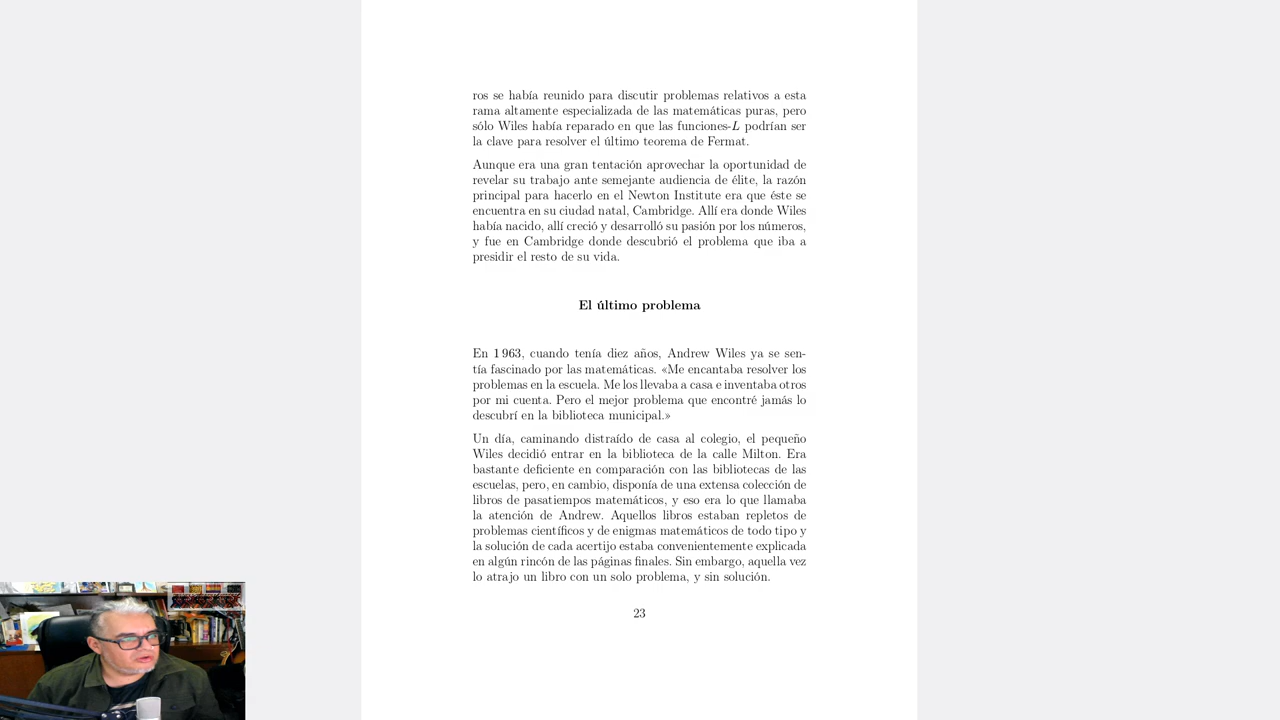 ros se había reunido para discutir problemas relativos a esta
rama altamente especializada de las matemáticas puras, pero
sólo Wiles había reparado en que las funciones-L podrían ser
la clave para resolver el último teorema de Fermat.
Aunque era una gran tentación aprovechar la oportunidad de
revelar su trabajo ante semejante audiencia de élite, la razón
principal para hacerlo en el Newton Institute era que éste se
encuentra en su ciudad natal, Cambridge. Allí era donde Wiles
había nacido, allí creció y desarrolló su pasión por los números,
y fue en Cambridge donde descubrió el problema que iba a
presidir el resto de su vida.
El último problema
En 1 963, cuando tenía diez años, Andrew Wiles ya se sen-
tía fascinado por las matemáticas. «Me encantaba resolver los
problemas en la escuela. Me los llevaba a casa e inventaba otros
por mi cuenta. Pero el mejor problema que encontré jamás lo
descubrí en la biblioteca municipal.»
Un día, caminando distraído de casa al colegio, el pequeño
Wiles decidió entrar en la biblioteca de la calle Milton. Era
bastante deficiente en comparación con las bibliotecas de las
escuelas, pero, en cambio, disponía de una extensa colección de
libros de pasatiempos matemáticos, y eso era lo que llamaba
la atención de Andrew. Aquellos libros estaban repletos de
problemas científicos y de enigmas matemáticos de todo tipo y
la solución de cada acertijo estaba convenientemente explicada
en algún rincón de las páginas finales. Sin embargo, aquella vez
lo atrajo un libro con un solo problema, y sin solución.
23